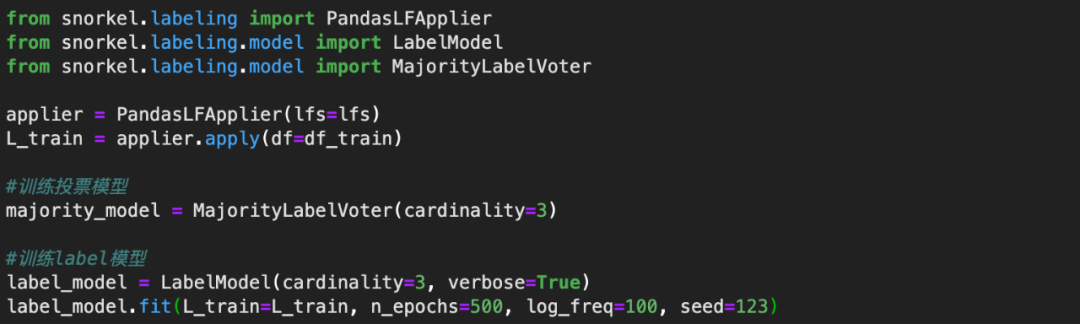 from snorkel.labeling import PandasLFApplier
from snorkel.labeling.model import LabelModel
from snorkel.labeling.model import MajorityLabelVoter
applier = PandasLFApplier(lfs=lfs)
L_train = applier.apply(df=df_train)
#训练投票模型
majority_model = MajorityLabelVoter(cardinality=3)
#训练label模型
label_model = LabelModel(cardinality=3, verbose=True)
label_model.fit(L_train=L_train, n_epochs=500, log_freq=100, seed=123)